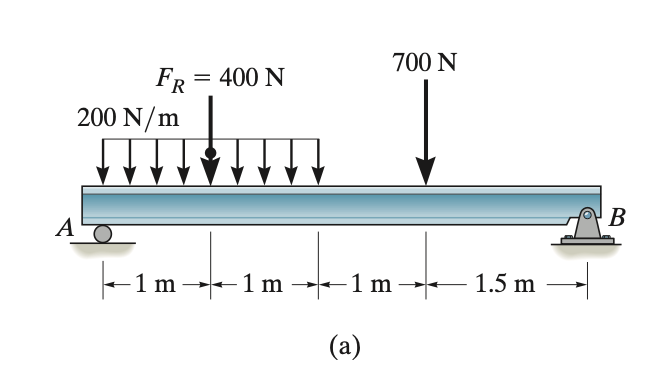 700 N
F_R = 400 N
200 N/m
A
B
1 m 1 m 1 m 1.5 m
(a)